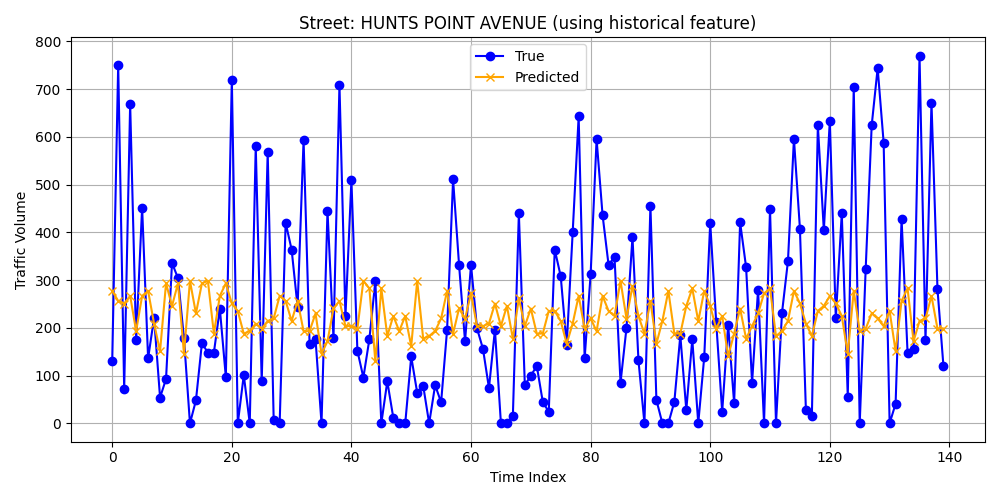 Street: HUNTS POINT AVENUE (using historical feature)
True
Predicted
Traffic Volume
800
700
600
500
400
300
200
100
0
0 20 40 60 80 100 120 140
Time Index